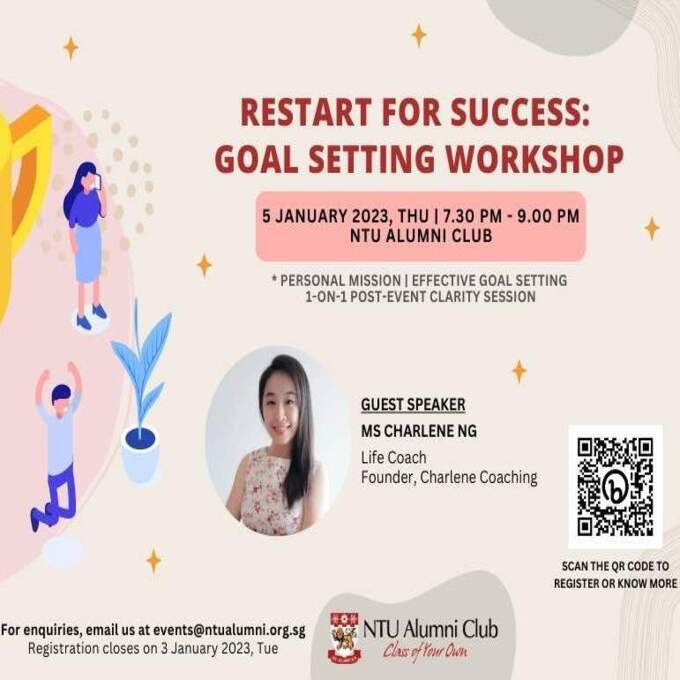 RESTART FOR SUCCESS:
GOAL SETTING WORKSHOP
5 JANUARY 2023, THU | 7.30 PM - 9.00 PM
NTU ALUMNI CLUB
* PERSONAL MISSION | EFFECTIVE GOAL SETTING
1-ON-1 POST-EVENT CLARITY SESSION
GUEST SPEAKER
MS CHARLENE NG
Life Coach
Founder, Charlene Coaching
b
SCAN THE QR CODE TO
REGISTER OR KNOW MORE
For enquiries, email us at events@ntualumni.org.sg
Registration closes on 3 January 2023, Tue
NTU Alumni Club
Class of Your Own